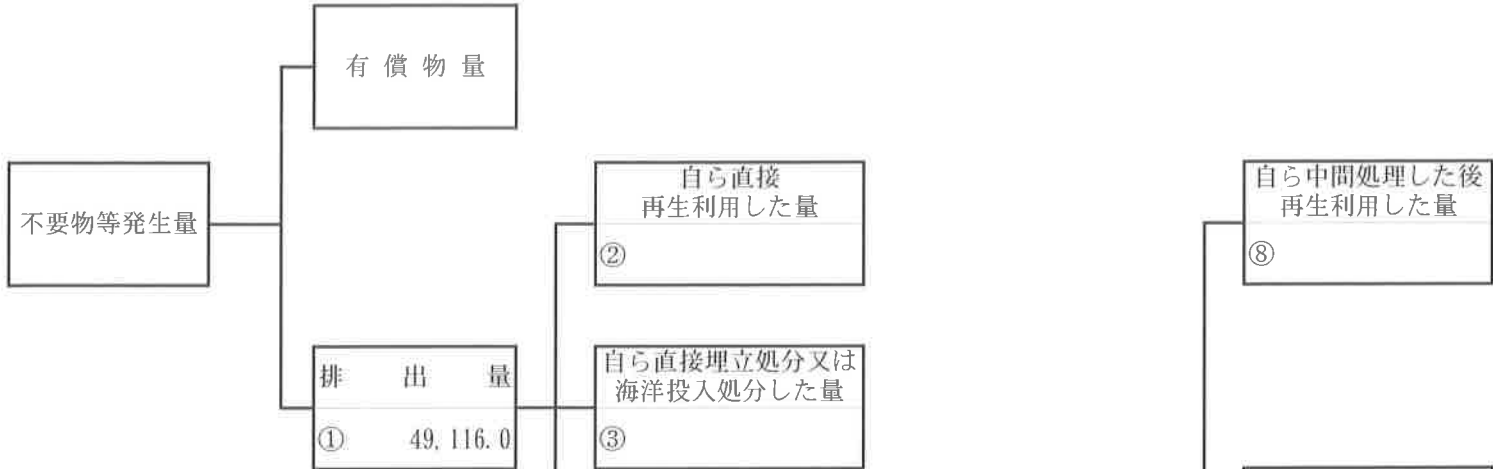 有償物量
不要物等発生量
自ら直接
再生利用した量
②
自ら中間処理した後
再生利用した量
⑧
排出量
① 49,116.0
自ら直接埋立処分又は
海洋投入処分した量
③